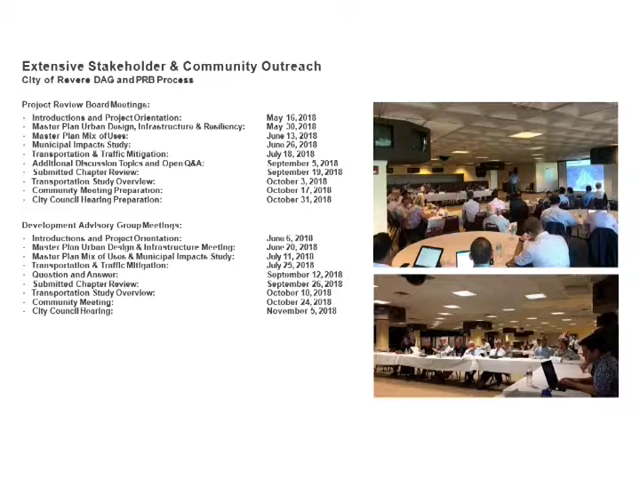 Extensive Stakeholder & Community Outreach
City of Revere DAG and PRB Process
Project Review Board Meetings:
· Introductions and Project Orientation: May 16, 2018
· Master Plan Urban Design, Infrastructure & Resiliency: May 30, 2018
· Master Plan Mix of Uses: June 13, 2018
· Municipal Impacts Study: June 26, 2018
· Transportation & Traffic Mitigation: July 18, 2018
· Additional Discussion Topics and Open Q&A: September 5, 2018
· Submitted Chapter Review: September 19, 2018
· Transportation Study Overview: October 3, 2018
· Community Meeting Preparation: October 17, 2018
· City Council Hearing Preparation: October 31, 2018
Development Advisory Group Meetings:
· Introductions and Project Orientation: June 6, 2018
· Master Plan Urban Design & Infrastructure Meeting: June 20, 2018
· Master Plan Mix of Uses & Municipal Impacts Study: July 11, 2018
· Transportation & Traffic Mitigation: July 25, 2018
· Question and Answer: September 12, 2018
· Submitted Chapter Review: September 26, 2018
· Transportation Study Overview: October 10, 2018
· Community Meeting: October 24, 2018
· City Council Hearing: November 5, 2018